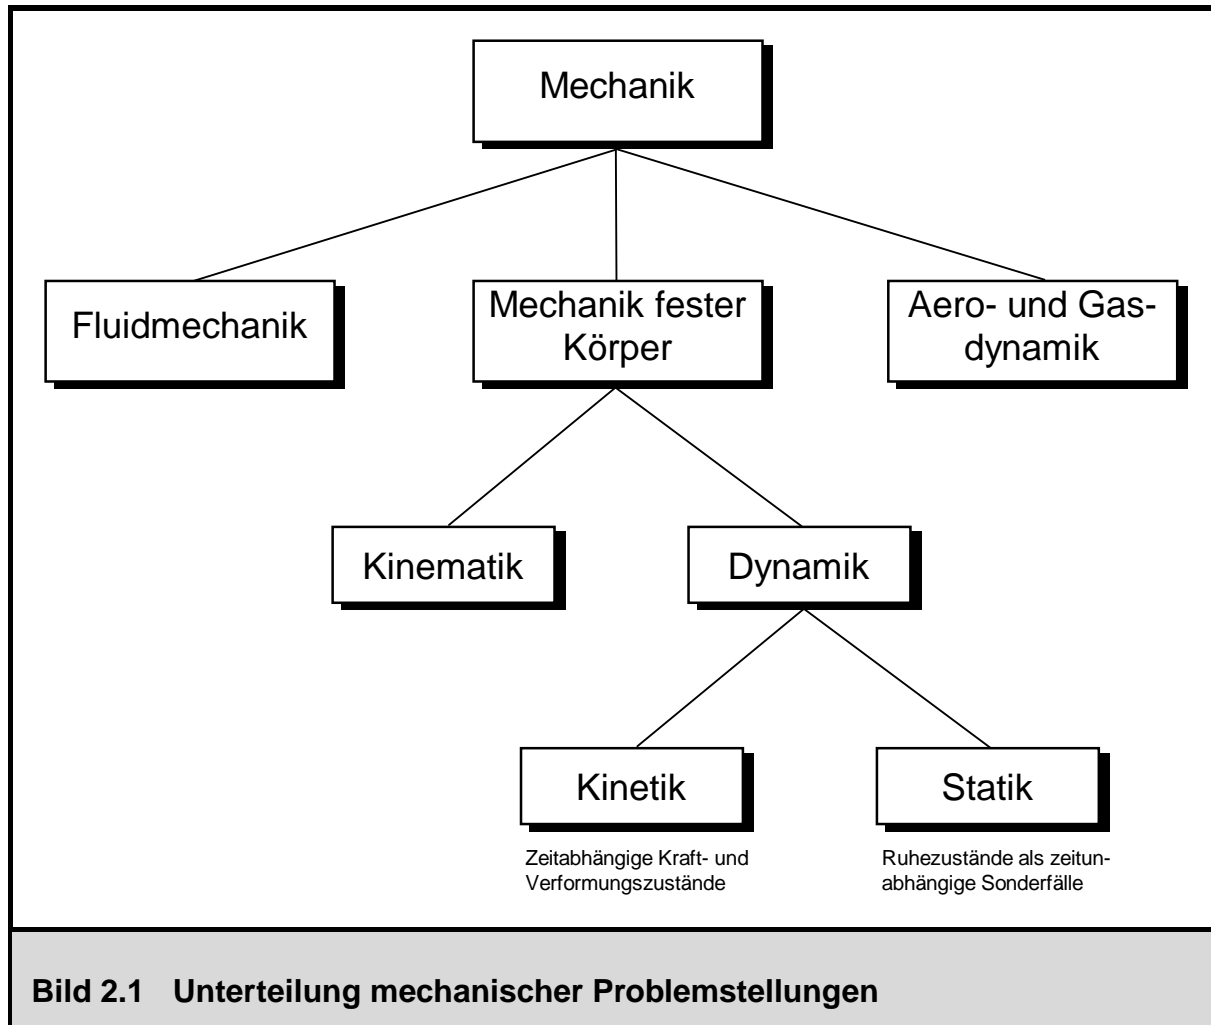 Mechanik
Fluidmechanik
Mechanik fester
Körper
Aero- und Gas-
dynamik
Kinematik
Dynamik
Kinetik
Statik
Zeitabhängige Kraft- und
Verformungszustände
Ruhezustände als zeitun-
abhängige Sonderfälle
Bild 2.1 Unterteilung mechanischer Problemstellungen